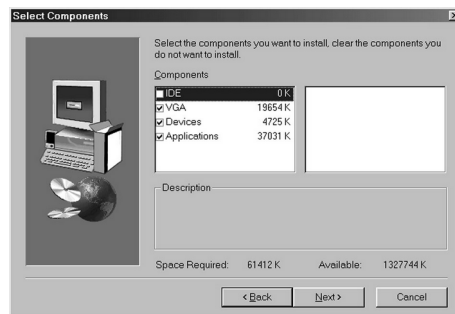 Select Components
Select the components you want to install, clear the components you
do not want to install.
Components
IDE 0 K
VGA 19654 K
Devices 4725 K
Applications 37031 K
Description
Space Required: 61412 K Available: 1327744 K
< Back Next > Cancel